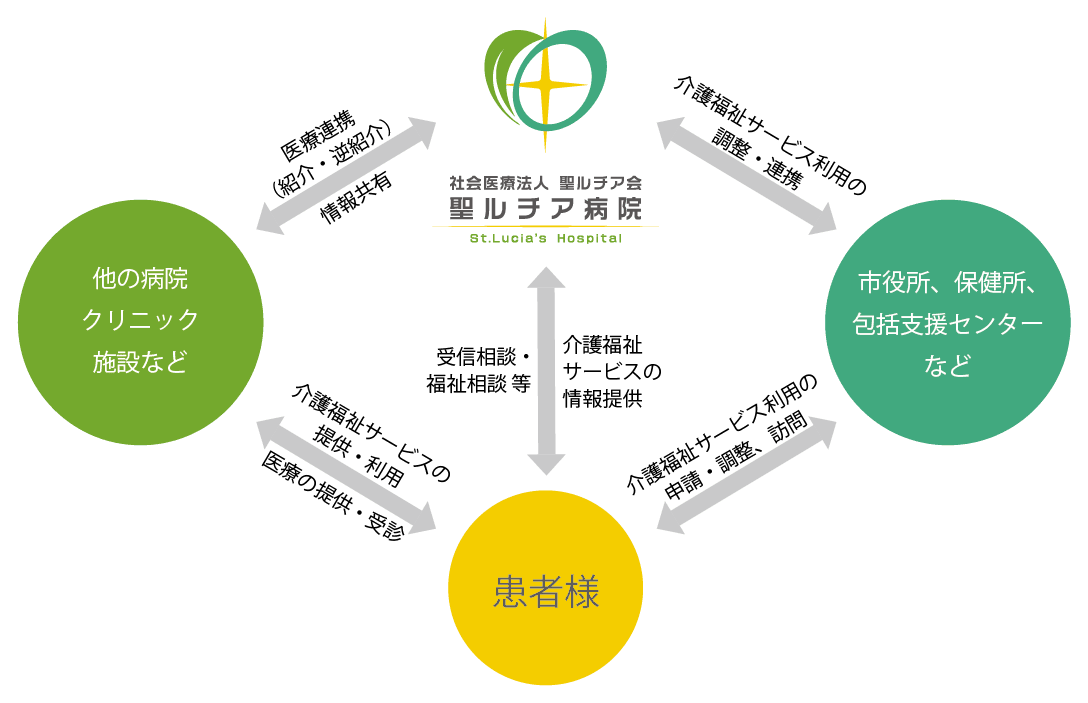 社会医療法人 聖ルチア会
聖ルチア病院
St.Lucia's Hospital
医療連携
（紹介・逆紹介）
情報共有
介護福祉サービス利用の
調整・連携
他の病院
クリニック
施設など
市役所、保健所、
包括支援センター
など
受信相談・
福祉相談 等
介護福祉
サービスの
情報提供
介護福祉サービスの
提供・利用
医療の提供・受診
介護福祉サービス利用の
申請・調整、訪問
患者様